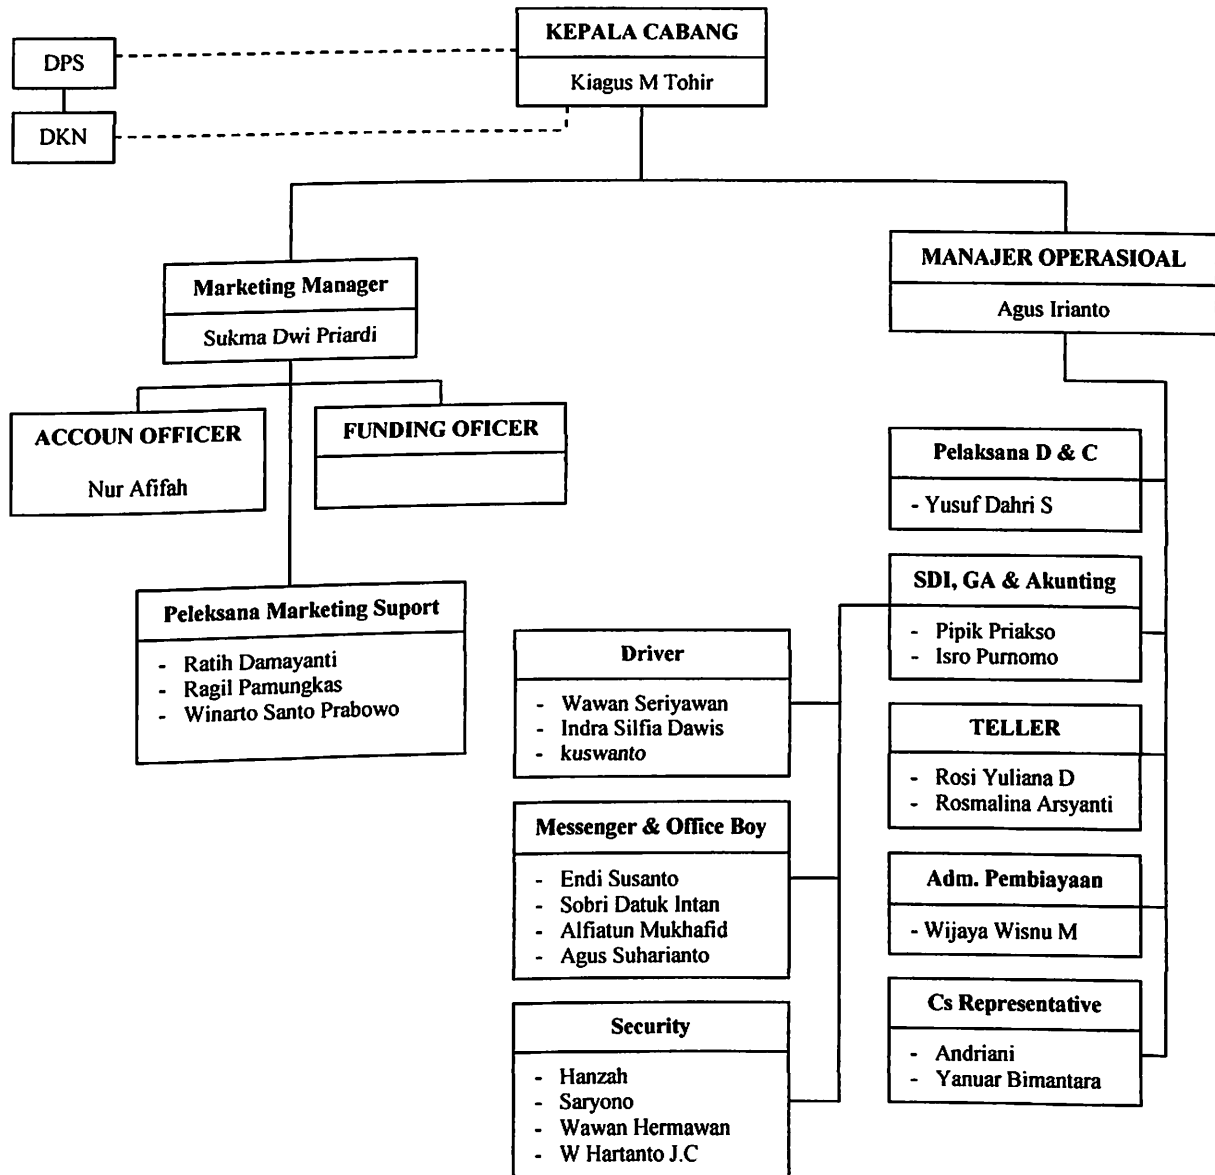 KEPALA CABANG
Kiagus M Tohir
DPS
DKN
Marketing Manager
Sukma Dwi Priardi
MANAJER OPERASIOAL
Agus Irianto
ACCOUN OFFICER
Nur Afifah
FUNDING OFICER
Peleksana Marketing Suport
- Ratih Damayanti
- Ragil Pamungkas
- Winarto Santo Prabowo
Pelaksana D & C
- Yusuf Dahri S
SDI, GA & Akunting
- Pipik Priakso
- Isro Purnomo
Driver
- Wawan Seriyawan
- Indra Silfia Dawis
- kuswanto
TELLER
- Rosi Yuliana D
- Rosmalina Arsyanti
Messenger & Office Boy
- Endi Susanto
- Sobri Datuk Intan
- Alfiatun Mukhafid
- Agus Suharianto
Adm. Pembiayaan
- Wijaya Wisnu M
Cs Representative
- Andriani
- Yanuar Bimantara
Security
- Hanzah
- Saryono
- Wawan Hermawan
- W Hartanto J.C